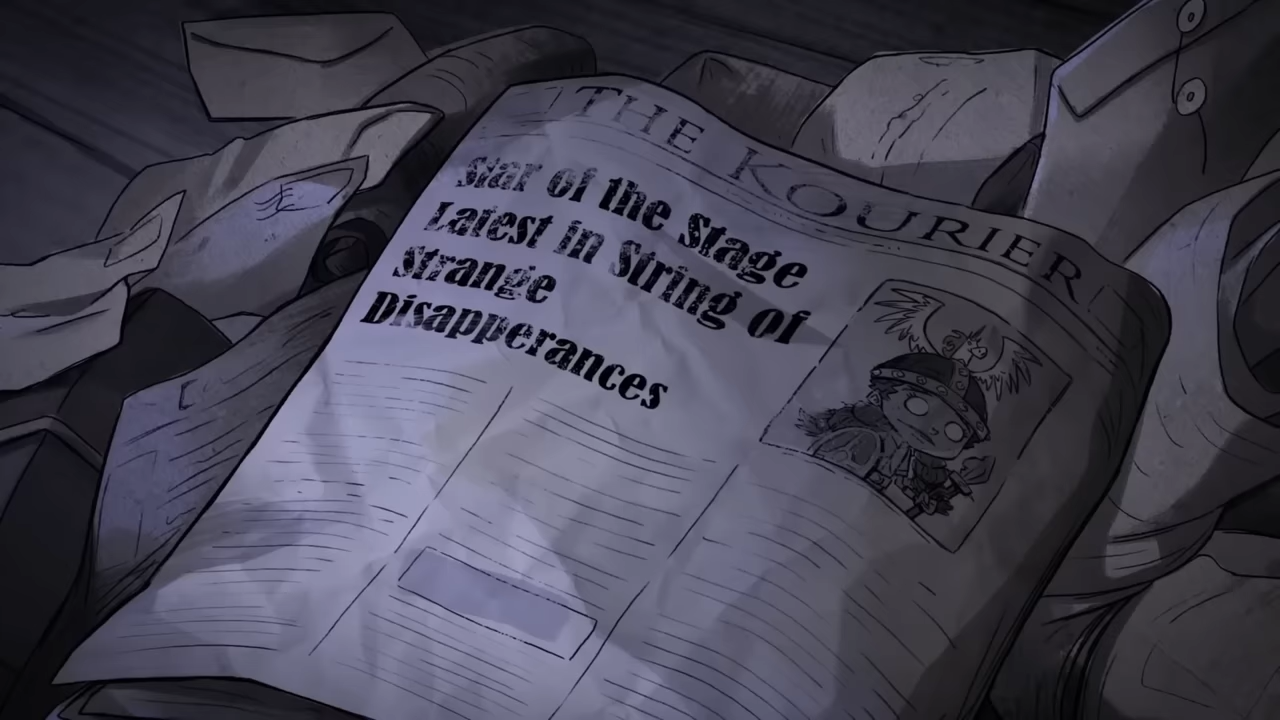 THE KOURIER
Star of the Stage
Latest in String of
Strange
Disapperances